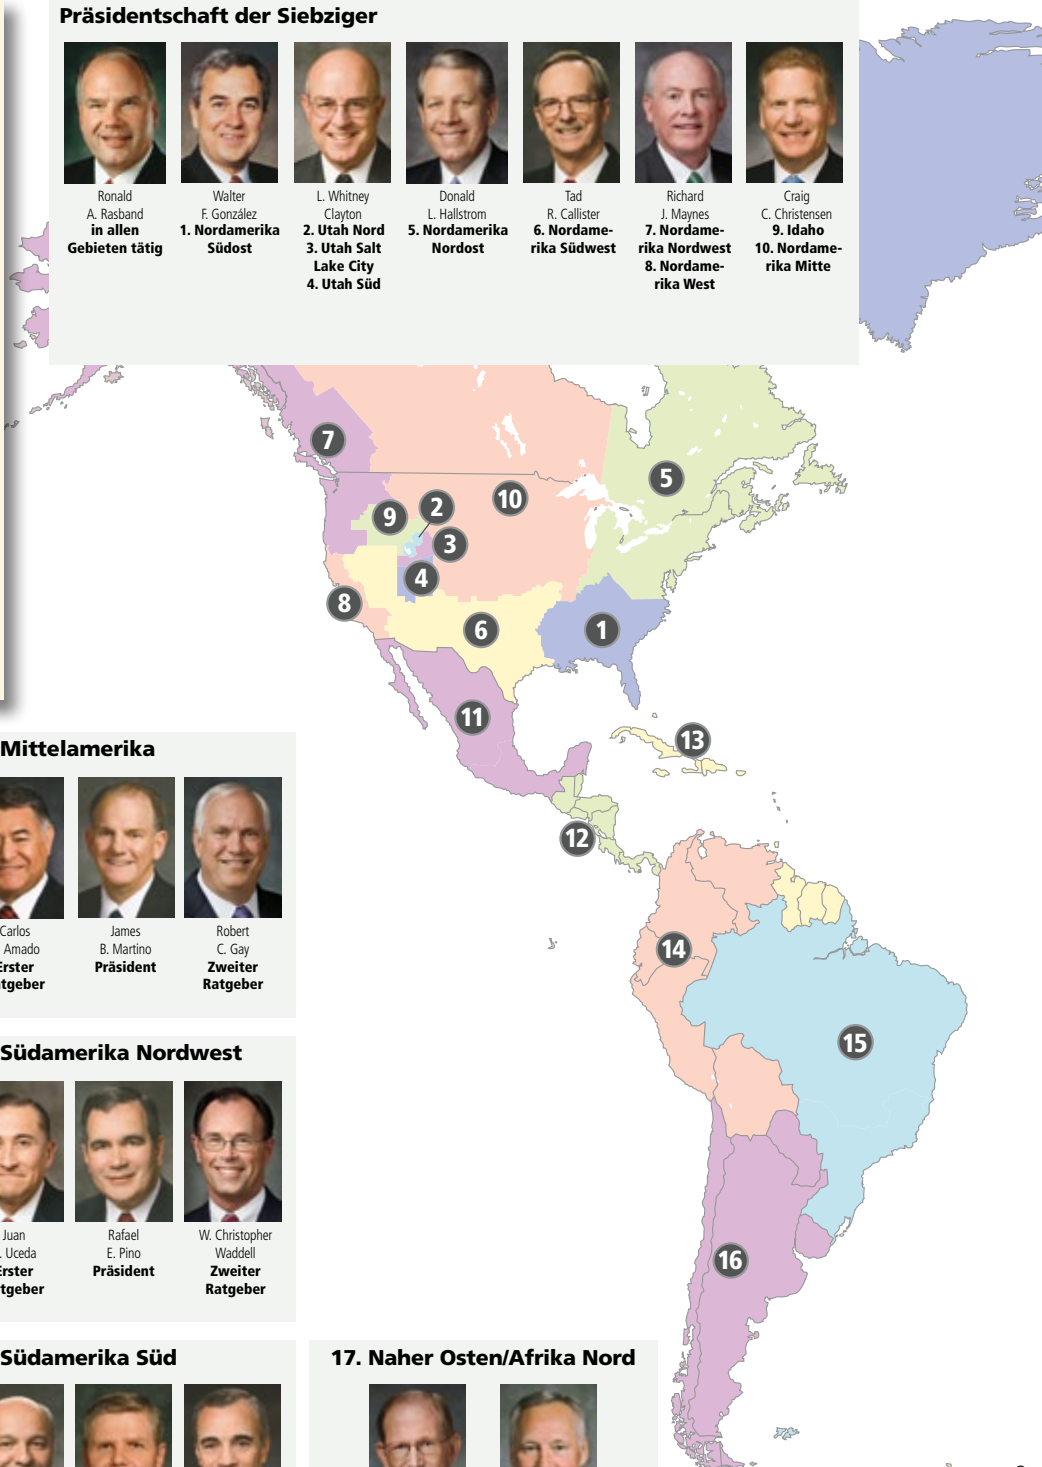 Präsidentschaft der Siebziger
Ronald
A. Rasband
in allen
Gebieten tätig
Walter
F. González
1. Nordamerika
Südost
L. Whitney
Clayton
2. Utah Nord
3. Utah Salt
Lake City
4. Utah Süd
Donald
L. Hallstrom
5. Nordamerika
Nordost
Tad
R. Callister
6. Nordame-
rika Südwest
Richard
J. Maynes
7. Nordame-
rika Nordwest
8. Nordame-
rika West
Craig
C. Christensen
9. Idaho
10. Nordame-
rika Mitte
7
5
10
2
9
3
4
8
6
1
11
13
12
14
15
16
Mittelamerika
Carlos
Amado
Erster
tgeber
James
B. Martino
Präsident
Robert
C. Gay
Zweiter
Ratgeber
Südamerika Nordwest
Juan
. Uceda
Erster
tgeber
Rafael
E. Pino
Präsident
W. Christopher
Waddell
Zweiter
Ratgeber
Südamerika Süd
17. Naher Osten/Afrika Nord